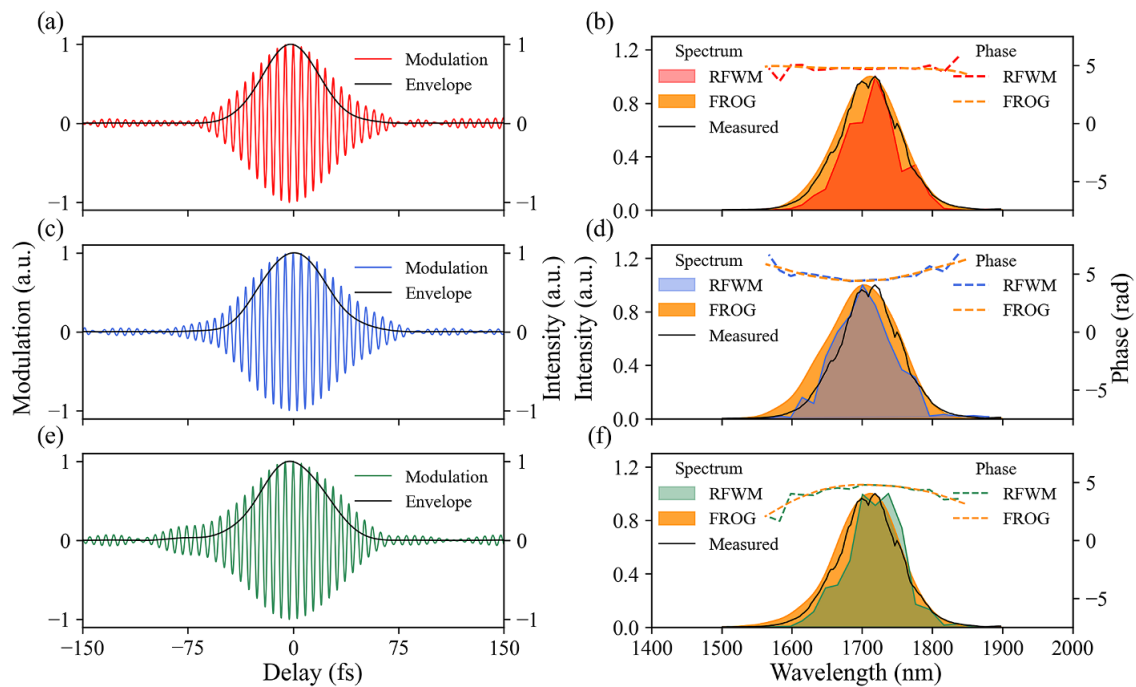 (a)
1
0
−1
1
0
−1
Modulation
Envelope
(b)
1.2
0.8
0.4
0.0
5
0
−5
Spectrum
RFWM
FROG
Measured
Phase
RFWM
FROG
(c)
1
0
−1
1
0
−1
Modulation
Envelope
(d)
1.2
0.8
0.4
0.0
5
0
−5
Spectrum
RFWM
FROG
Measured
Phase
RFWM
FROG
(e)
1
0
−1
1
0
−1
Modulation
Envelope
−150
−75
0
75
150
(f)
1.2
0.8
0.4
0.0
5
0
−5
Spectrum
RFWM
FROG
Measured
Phase
RFWM
FROG
1400
1500
1600
1700
1800
1900
2000
Modulation (a.u.)
Intensity (a.u.)
Intensity (a.u.)
Phase (rad)
Delay (fs)
Wavelength (nm)